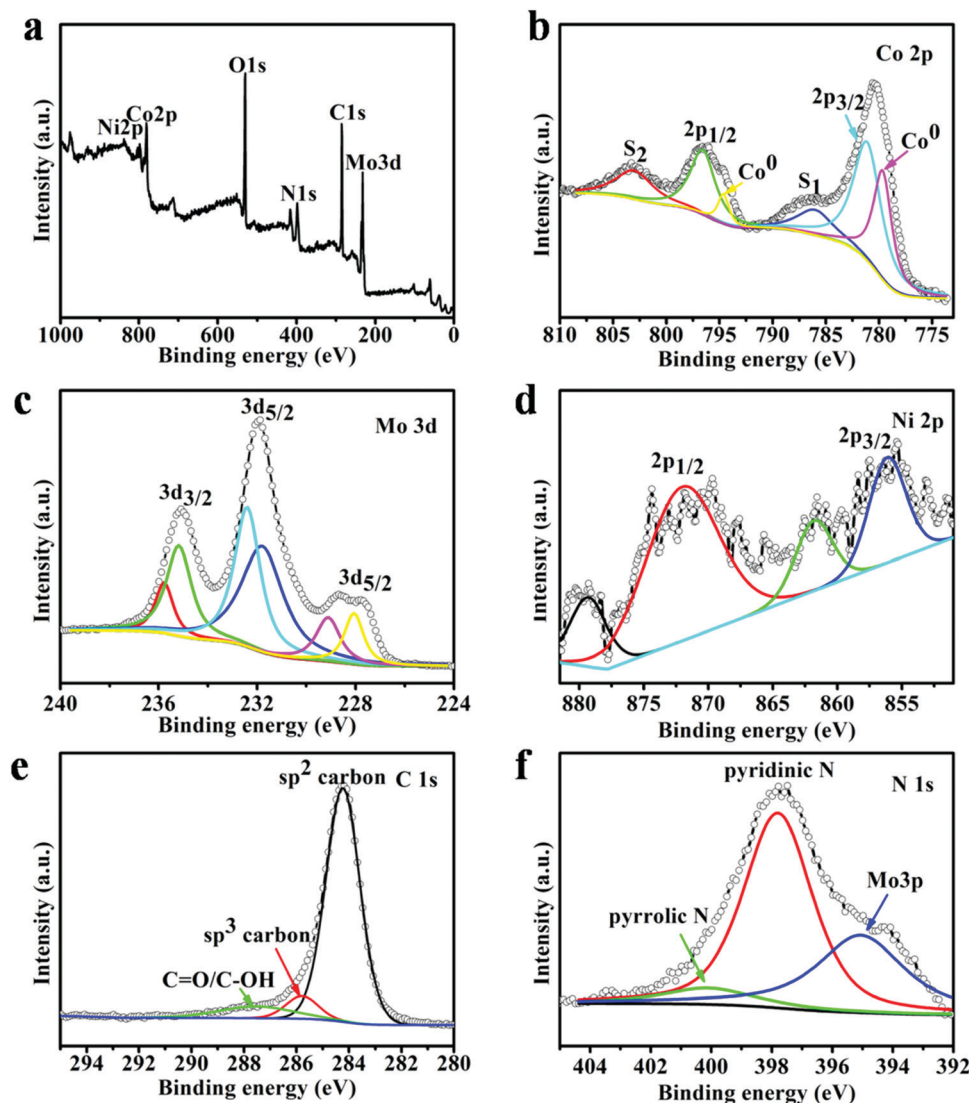 a
O1s
C1s
Co2p
Ni2p
Mo3d
N1s
Intensity (a.u.)
1000 800 600 400 200 0
Binding energy (eV)
b
Co 2p
2p3/2
2p1/2
S2
Co0
S1
Co0
Intensity (a.u.)
810 805 800 795 790 785 780 775
Binding energy (eV)
c
3d5/2
Mo 3d
3d3/2
3d5/2
Intensity (a.u.)
240 236 232 228 224
Binding energy (eV)
d
Ni 2p
2p3/2
2p1/2
Intensity (a.u.)
880 875 870 865 860 855
Binding energy (eV)
e
sp2 carbon
C 1s
sp3 carbon
C=O/C-OH
Intensity (a.u.)
294 292 290 288 286 284 282 280
Binding energy (eV)
f
pyridinic N
N 1s
Mo3p
pyrrolic N
Intensity (a.u.)
404 402 400 397 395 394 392
Binding energy (eV)